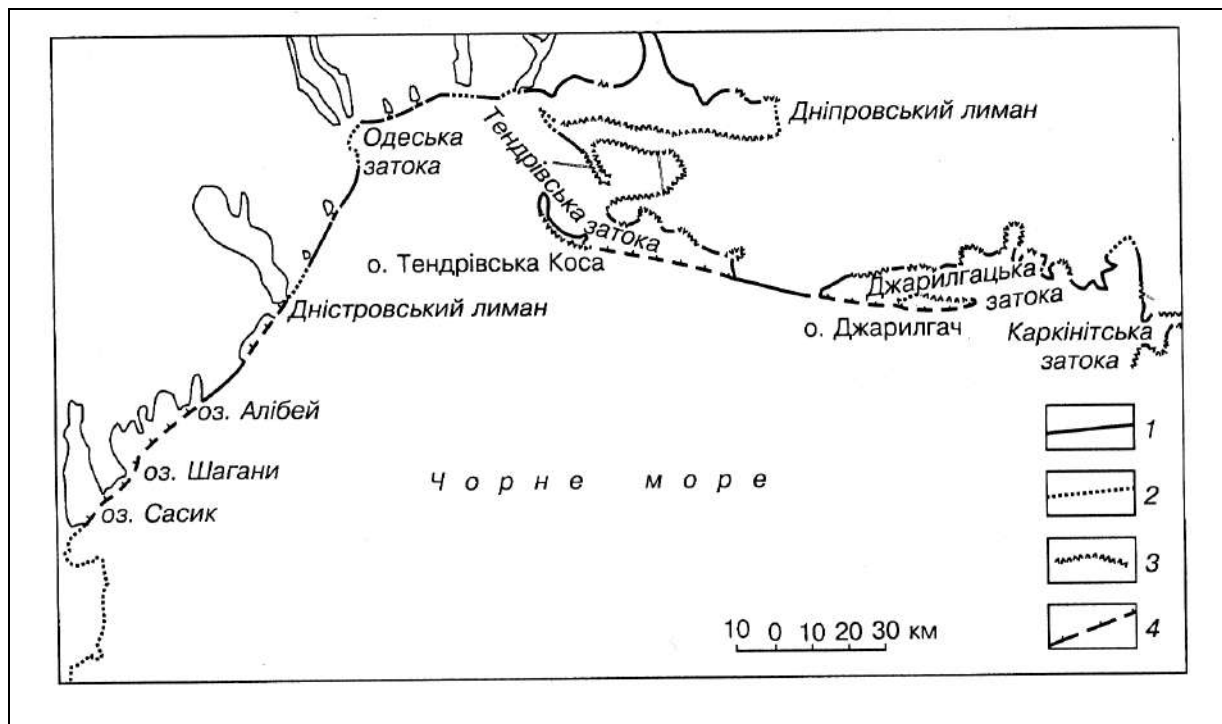 Дніпровський лиман
Одеська
затока
Тендрівська затока
о. Тендрівська Коса
Джарилгацька
затока
Дністровський лиман
о. Джарилгач
Каркінітська
затока
оз. Алібей
оз. Шагани
оз. Сасик
Чорне море
1
2
3
4
10 0 10 20 30 км